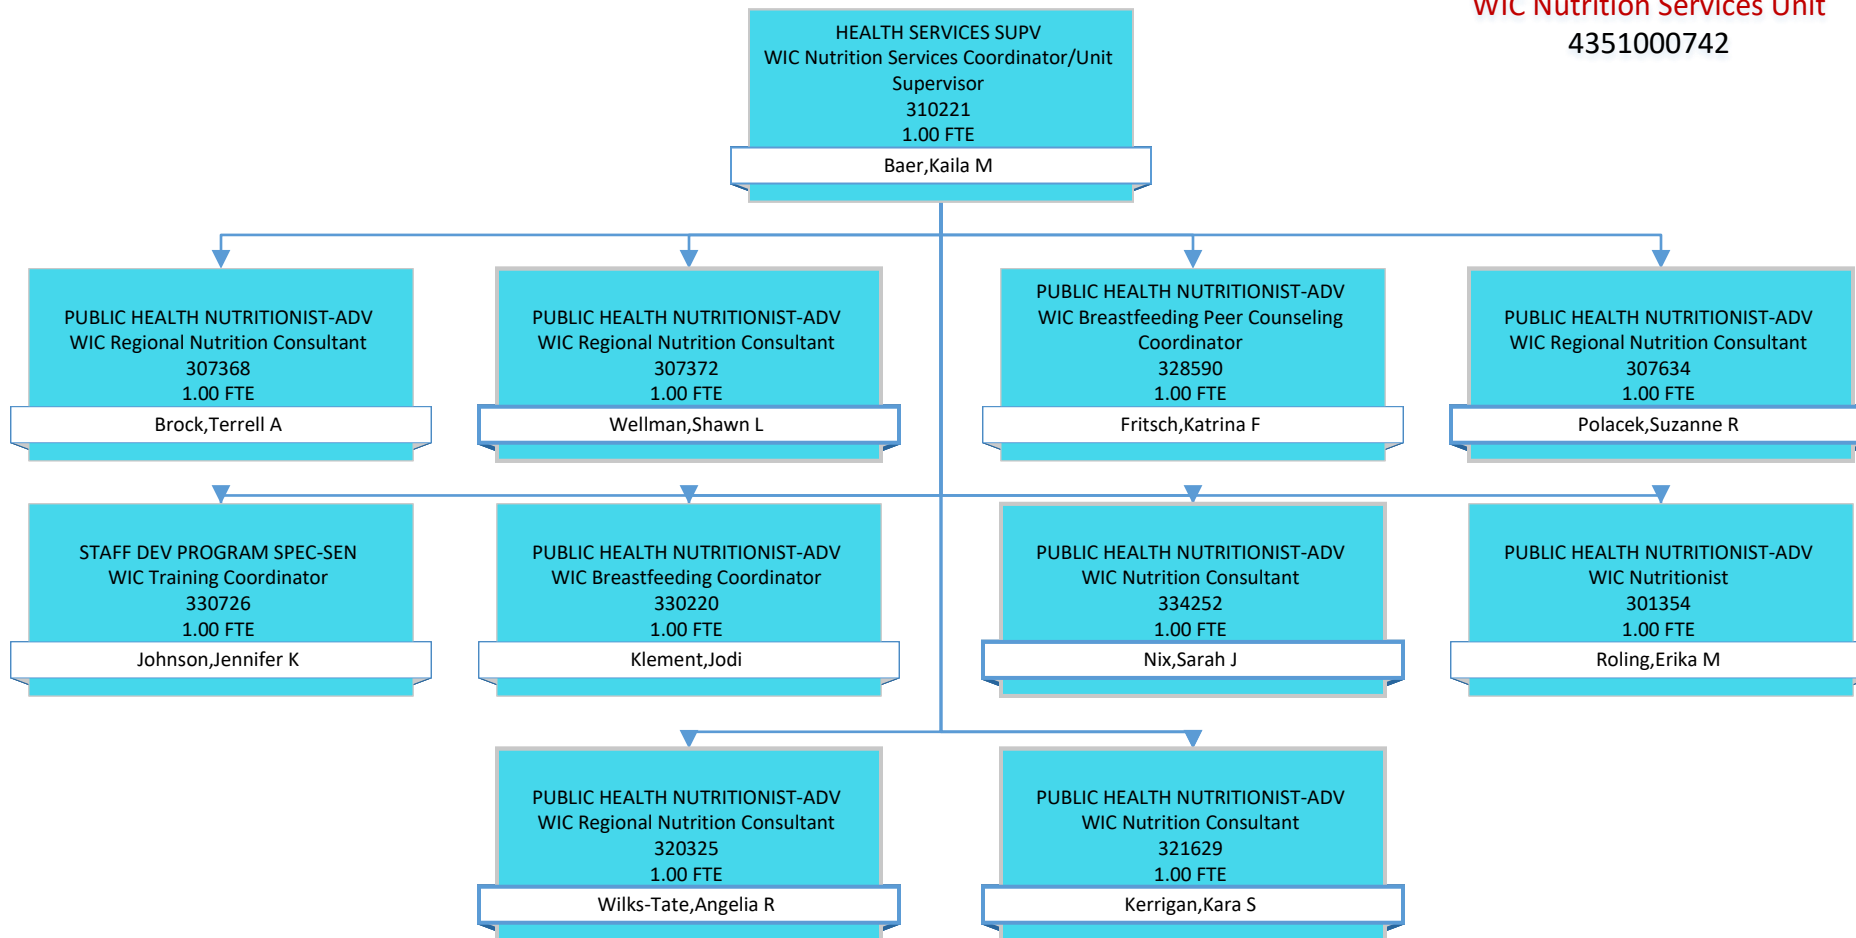 WIC Nutrition Services Unit
4351000742
HEALTH SERVICES SUPV
WIC Nutrition Services Coordinator/Unit
Supervisor
310221
1.00 FTE
Baer,Kaila M
PUBLIC HEALTH NUTRITIONIST-ADV
WIC Regional Nutrition Consultant
307368
1.00 FTE
Brock,Terrell A
PUBLIC HEALTH NUTRITIONIST-ADV
WIC Regional Nutrition Consultant
307372
1.00 FTE
Wellman,Shawn L
PUBLIC HEALTH NUTRITIONIST-ADV
WIC Breastfeeding Peer Counseling
Coordinator
328590
1.00 FTE
Fritsch,Katrina F
PUBLIC HEALTH NUTRITIONIST-ADV
WIC Regional Nutrition Consultant
307634
1.00 FTE
Polacek,Suzanne R
STAFF DEV PROGRAM SPEC-SEN
WIC Training Coordinator
330726
1.00 FTE
Johnson,Jennifer K
PUBLIC HEALTH NUTRITIONIST-ADV
WIC Breastfeeding Coordinator
330220
1.00 FTE
Klement,Jodi
PUBLIC HEALTH NUTRITIONIST-ADV
WIC Nutrition Consultant
334252
1.00 FTE
Nix,Sarah J
PUBLIC HEALTH NUTRITIONIST-ADV
WIC Nutritionist
301354
1.00 FTE
Roling,Erika M
PUBLIC HEALTH NUTRITIONIST-ADV
WIC Regional Nutrition Consultant
320325
1.00 FTE
Wilks-Tate,Angelia R
PUBLIC HEALTH NUTRITIONIST-ADV
WIC Nutrition Consultant
321629
1.00 FTE
Kerrigan,Kara S